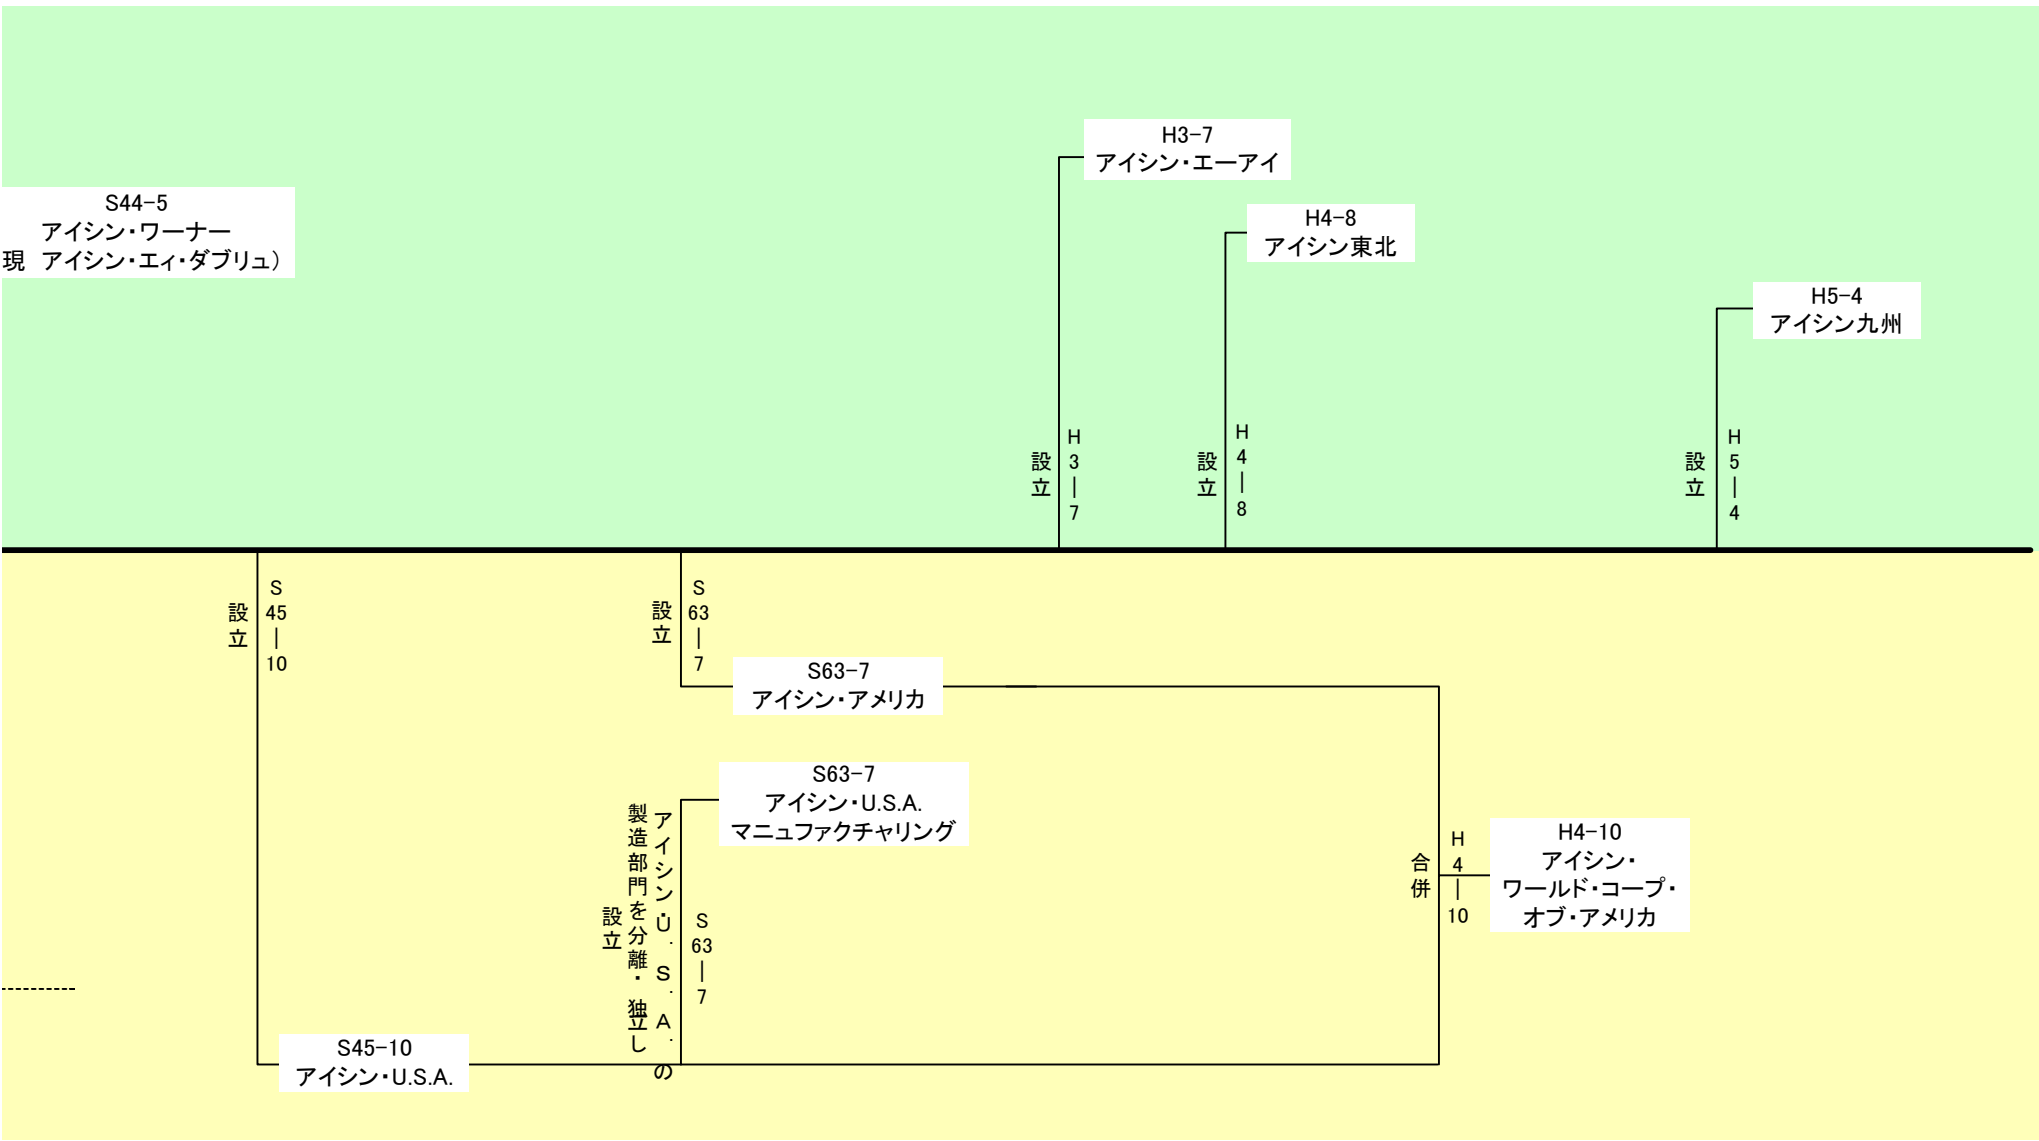 H3-7
アイシン・エーアイ
S44-5
アイシン・ワーナー
現　アイシン・エィ・ダブリュ）
H4-8
アイシン東北
H5-4
アイシン九州
設立
H3|7
設立
H4|8
設立
H5|4
設立
S45|10
設立
S63|7
S63-7
アイシン・アメリカ
S63-7
アイシン・U.S.A.
マニュファクチャリング
アイシン・U.S.A.の
製造部門を分離・独立し
設立
S63|7
合併
H4|10
H4-10
アイシン・
ワールド・コープ・
オブ・アメリカ
S45-10
アイシン・U.S.A.